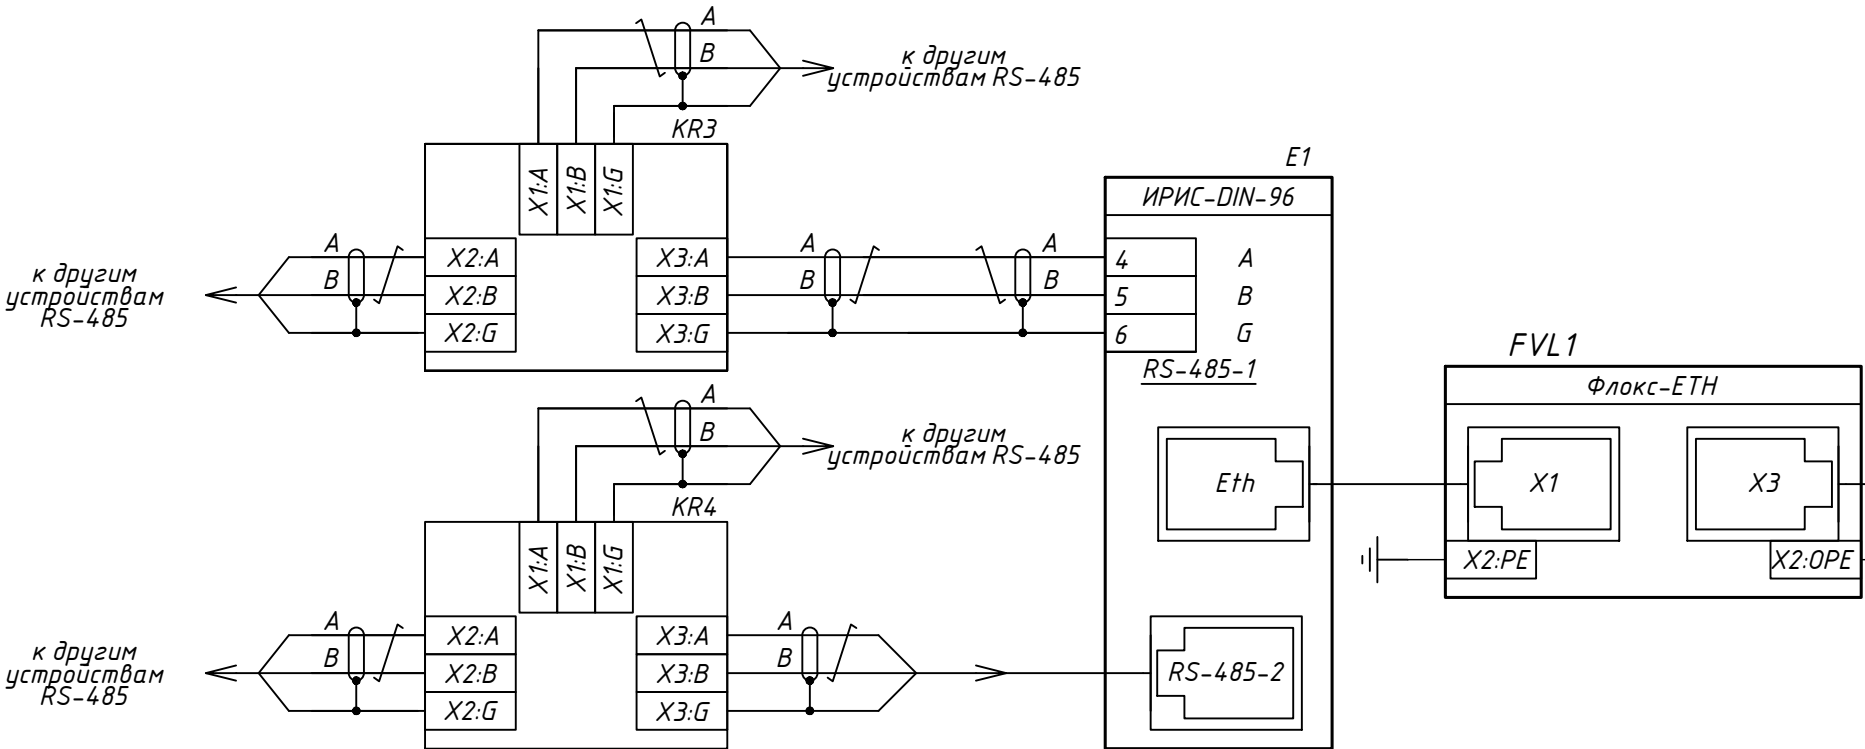 A
B
к другим
устройствам RS-485
KR3
X1:A
X1:B
X1:G
A
B
к другим
устройствам
RS-485
X2:A
X2:B
X2:G
X3:A
X3:B
X3:G
A
B
A
B
E1
ИРИС-DIN-96
4
A
5
B
6
G
RS-485-1
FVL1
Флокс-ETH
Eth
X1
X3
X2:PE
X2:OPE
A
B
к другим
устройствам RS-485
KR4
X1:A
X1:B
X1:G
A
B
к другим
устройствам
RS-485
X2:A
X2:B
X2:G
X3:A
X3:B
X3:G
A
B
RS-485-2